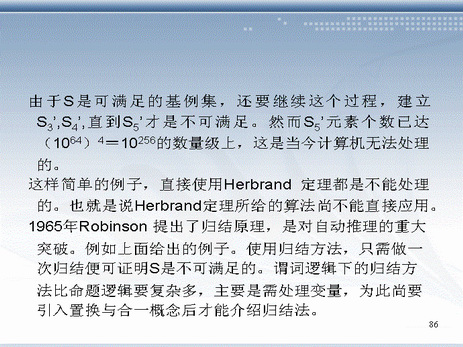 由于S是可满足的基例集，还要继续这个过程，建立
S3',S4',直到S5'才是不可满足。然而S5'元素个数已达
（10^64）^4＝10^256的数量级上，这是当今计算机无法处理
的。
这样简单的例子，直接使用Herbrand 定理都是不能处理
的。也就是说Herbrand定理所给的算法尚不能直接应用。
1965年Robinson 提出了归结原理，是对自动推理的重大
突破。例如上面给出的例子。使用归结方法，只需做一
次归结便可证明S是不可满足的。谓词逻辑下的归结方
法比命题逻辑要复杂多，主要是需处理变量，为此尚要
引入置换与合一概念后才能介绍归结法。
86